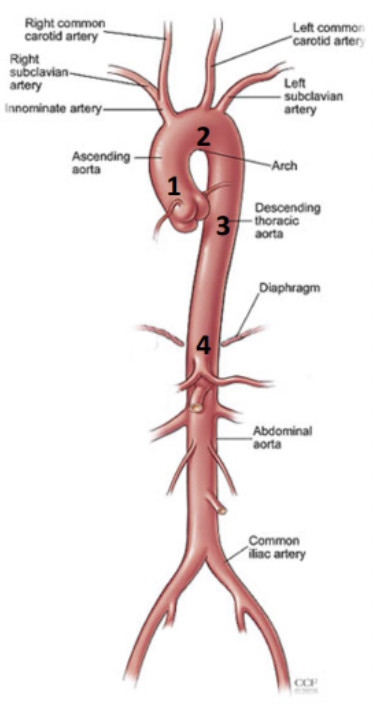 Right common
carotid artery
Left common
carotid artery
Right
subclavian
artery
Left
subclavian
artery
Innominate artery
2
Ascending
aorta
Arch
1
Descending
thoracic
aorta
3
Diaphragm
4
Abdominal
aorta
Common
iliac artery
CCF